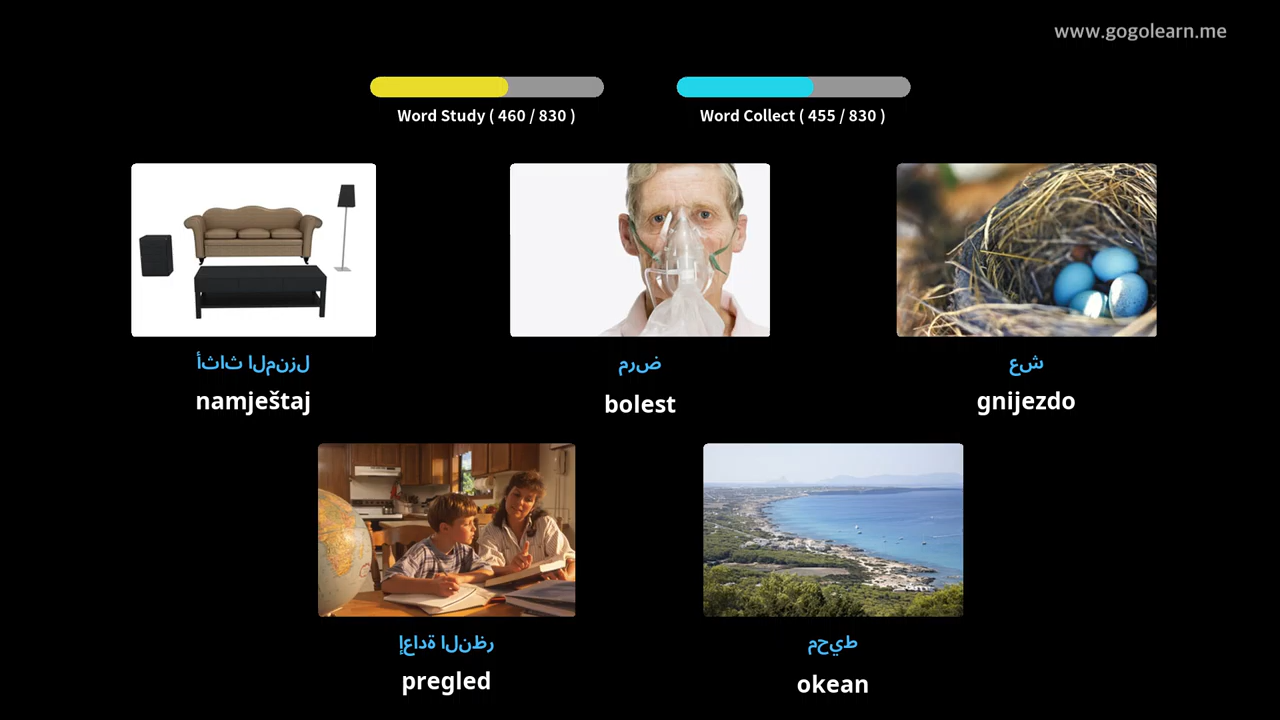 www.gogolearn.me
Word Study ( 460 / 830 )
Word Collect ( 455 / 830 )
أثاث المنزل
namještaj
مرض
bolest
عش
gnijezdo
إعادة النظر
pregled
محيط
okean